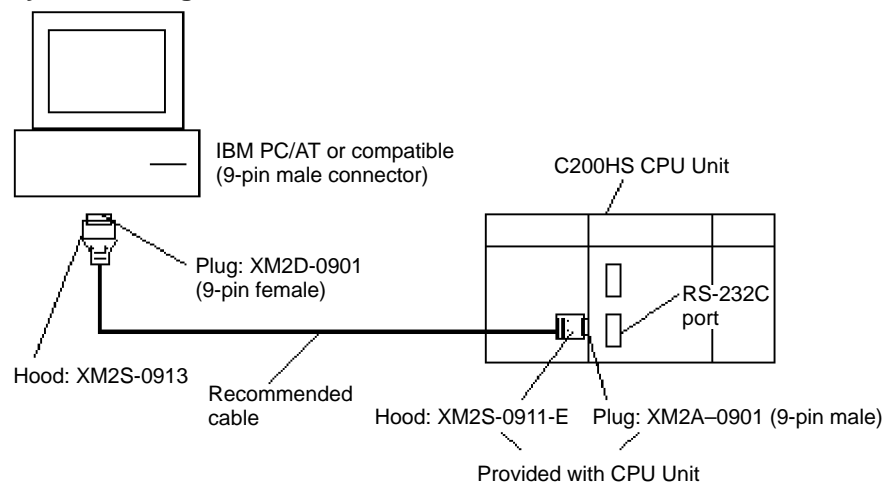 IBM PC/AT or compatible
(9-pin male connector)
C200HS CPU Unit
Plug: XM2D-0901
(9-pin female)
RS-232C
port
Hood: XM2S-0913
Recommended
cable
Hood: XM2S-0911-E
Plug: XM2A–0901 (9-pin male)
Provided with CPU Unit